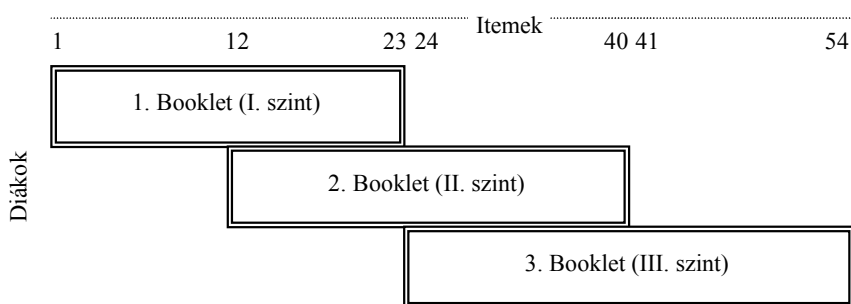 Itemek
1 12 23 24 40 41 54
1. Booklet (I. szint)
2. Booklet (II. szint)
3. Booklet (III. szint)
Diákok